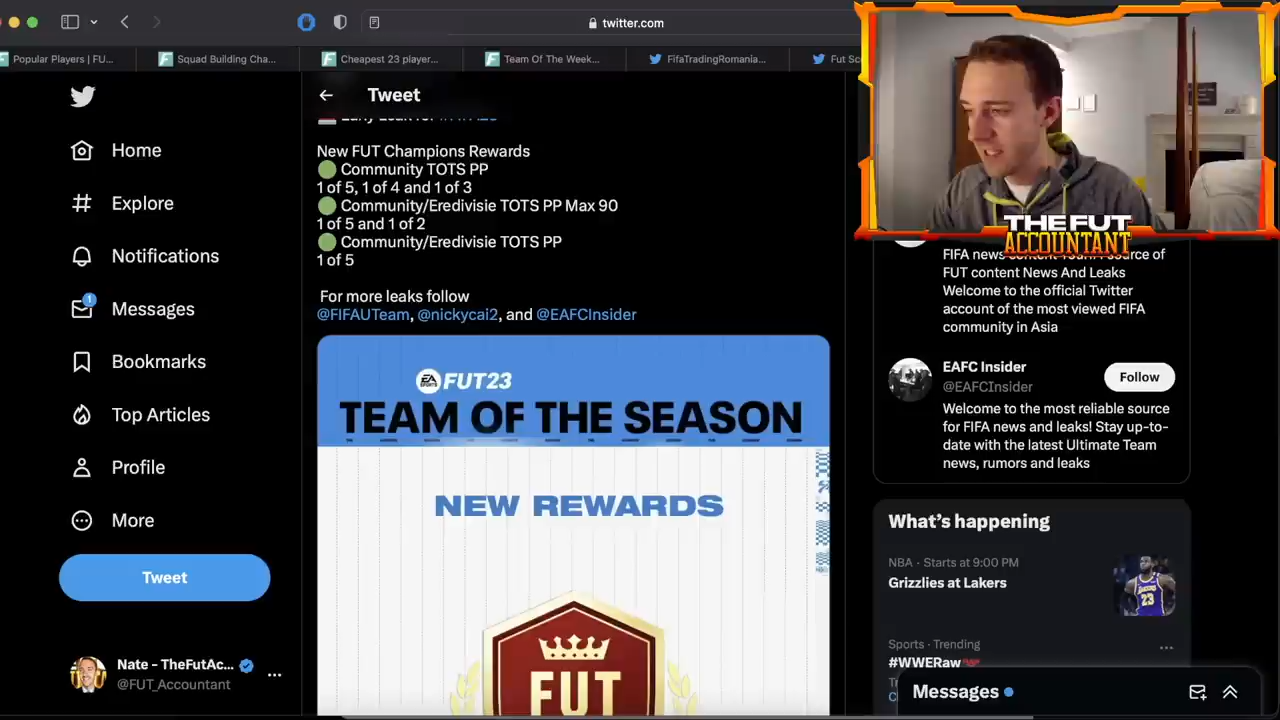 twitter.com
Popular Players | FU...
Squad Building Cha...
Cheapest 23 player...
Team Of The Week...
FifaTradingRomania...
Home
Explore
Notifications
1
Messages
Bookmarks
Top Articles
Profile
More
Tweet
Nate - TheFutAc...
@FUT_Accountant
Tweet
New FUT Champions Rewards
Community TOTS PP
1 of 5, 1 of 4 and 1 of 3
Community/Eredivisie TOTS PP Max 90
1 of 5 and 1 of 2
Community/Eredivisie TOTS PP
1 of 5
For more leaks follow
@FIFAUTeam, @nickycai2, and @EAFCInsider
EA SPORTS FUT23
TEAM OF THE SEASON
NEW REWARDS
FUT
THE FUT
ACCOUNTANT
FIFA news
FUT content News And Leaks
Welcome to the official Twitter
account of the most viewed FIFA
community in Asia
EAFC Insider
@EAFCInsider
Follow
Welcome to the most reliable source
for FIFA news and leaks! Stay up-to-
date with the latest Ultimate Team
news, rumors and leaks
What's happening
NBA · Starts at 9:00 PM
Grizzlies at Lakers
Sports · Trending
#WWERaw
Messages